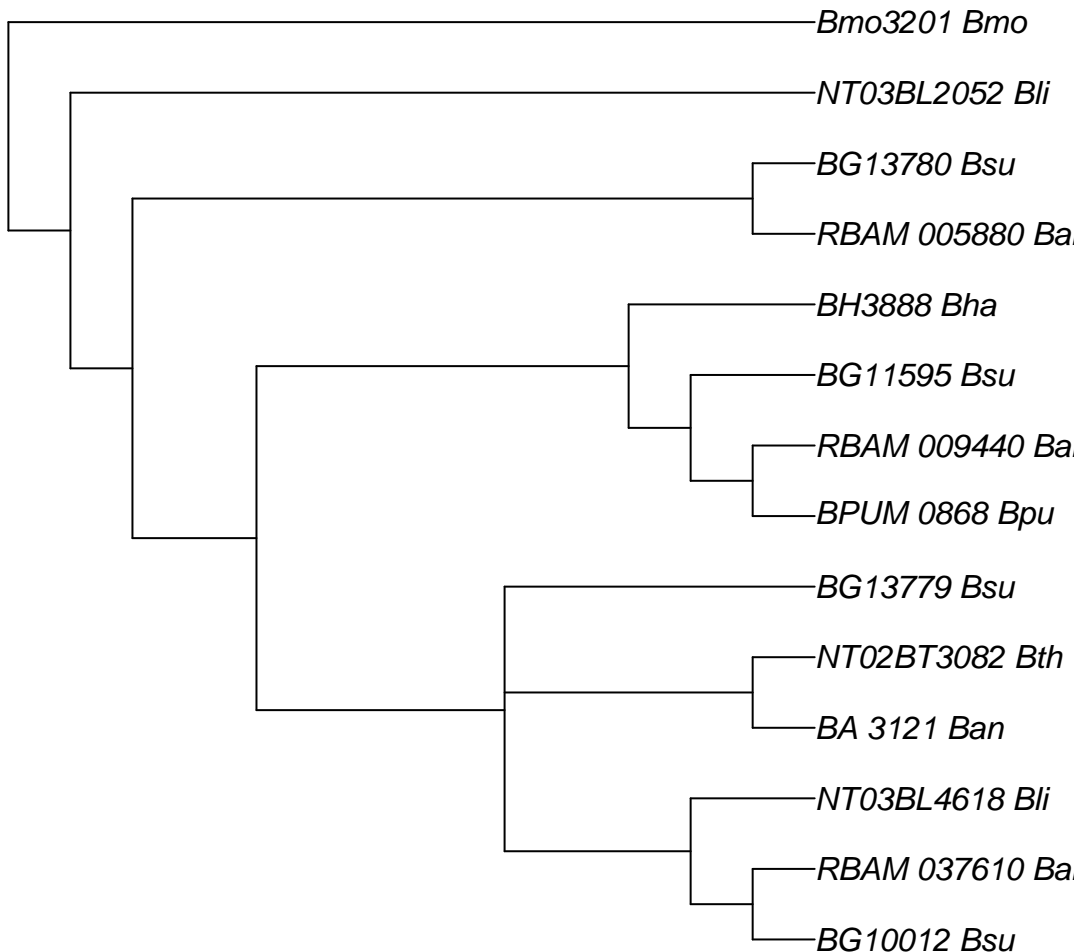 Bmo3201 Bmo
NT03BL2052 Bli
BG13780 Bsu
RBAM 005880
BH3888 Bha
BG11595 Bsu
RBAM 009440
BPUM 0868 Bpu
BG13779 Bsu
NT02BT3082 Bth
BA 3121 Ban
NT03BL4618 Bli
RBAM 037610
BG10012 Bsu